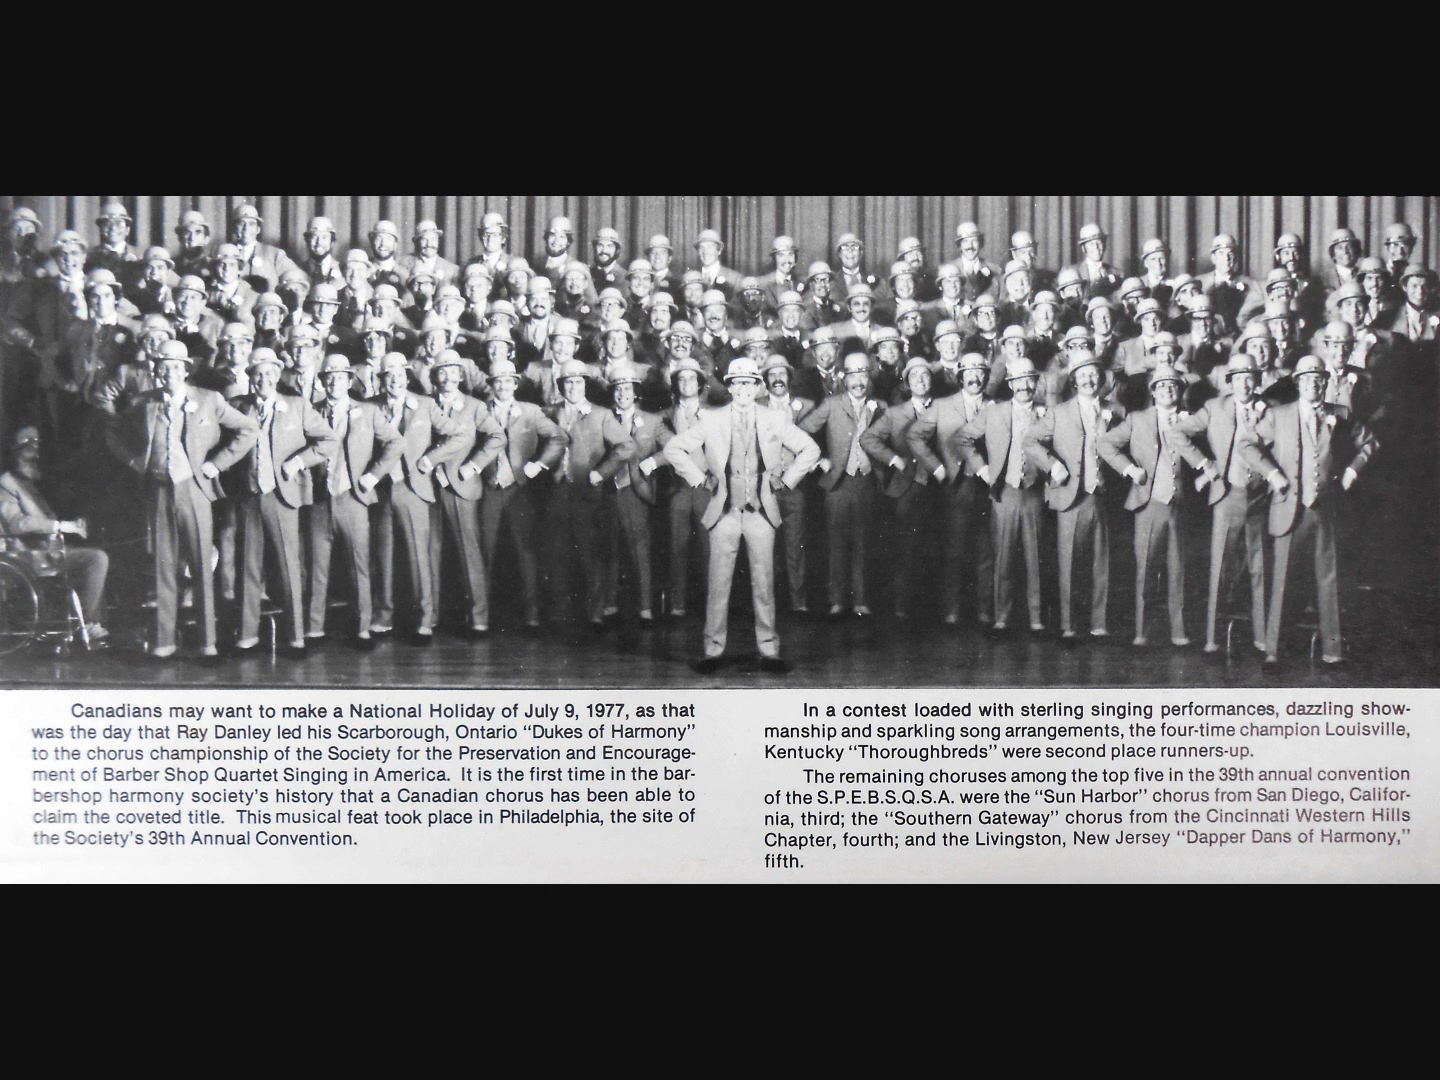 Canadians may want to make a National Holiday of July 9, 1977, as that
was the day that Ray Danley led his Scarborough, Ontario “Dukes of Harmony”
to the chorus championship of the Society for the Preservation and Encourage-
ment of Barber Shop Quartet Singing in America. It is the first time in the bar-
bershop harmony society’s history that a Canadian chorus has been able to
claim the coveted title. This musical feat took place in Philadelphia, the site of
the Society’s 39th Annual Convention.
In a contest loaded with sterling singing performances, dazzling show-
manship and sparkling song arrangements, the four-time champion Louisville,
Kentucky “Thoroughbreds” were second place runners-up.
The remaining choruses among the top five in the 39th annual convention
of the S.P.E.B.S.Q.S.A. were the “Sun Harbor” chorus from San Diego, Califor-
nia, third; the “Southern Gateway” chorus from the Cincinnati Western Hills
Chapter, fourth; and the Livingston, New Jersey “Dapper Dans of Harmony,”
fifth.